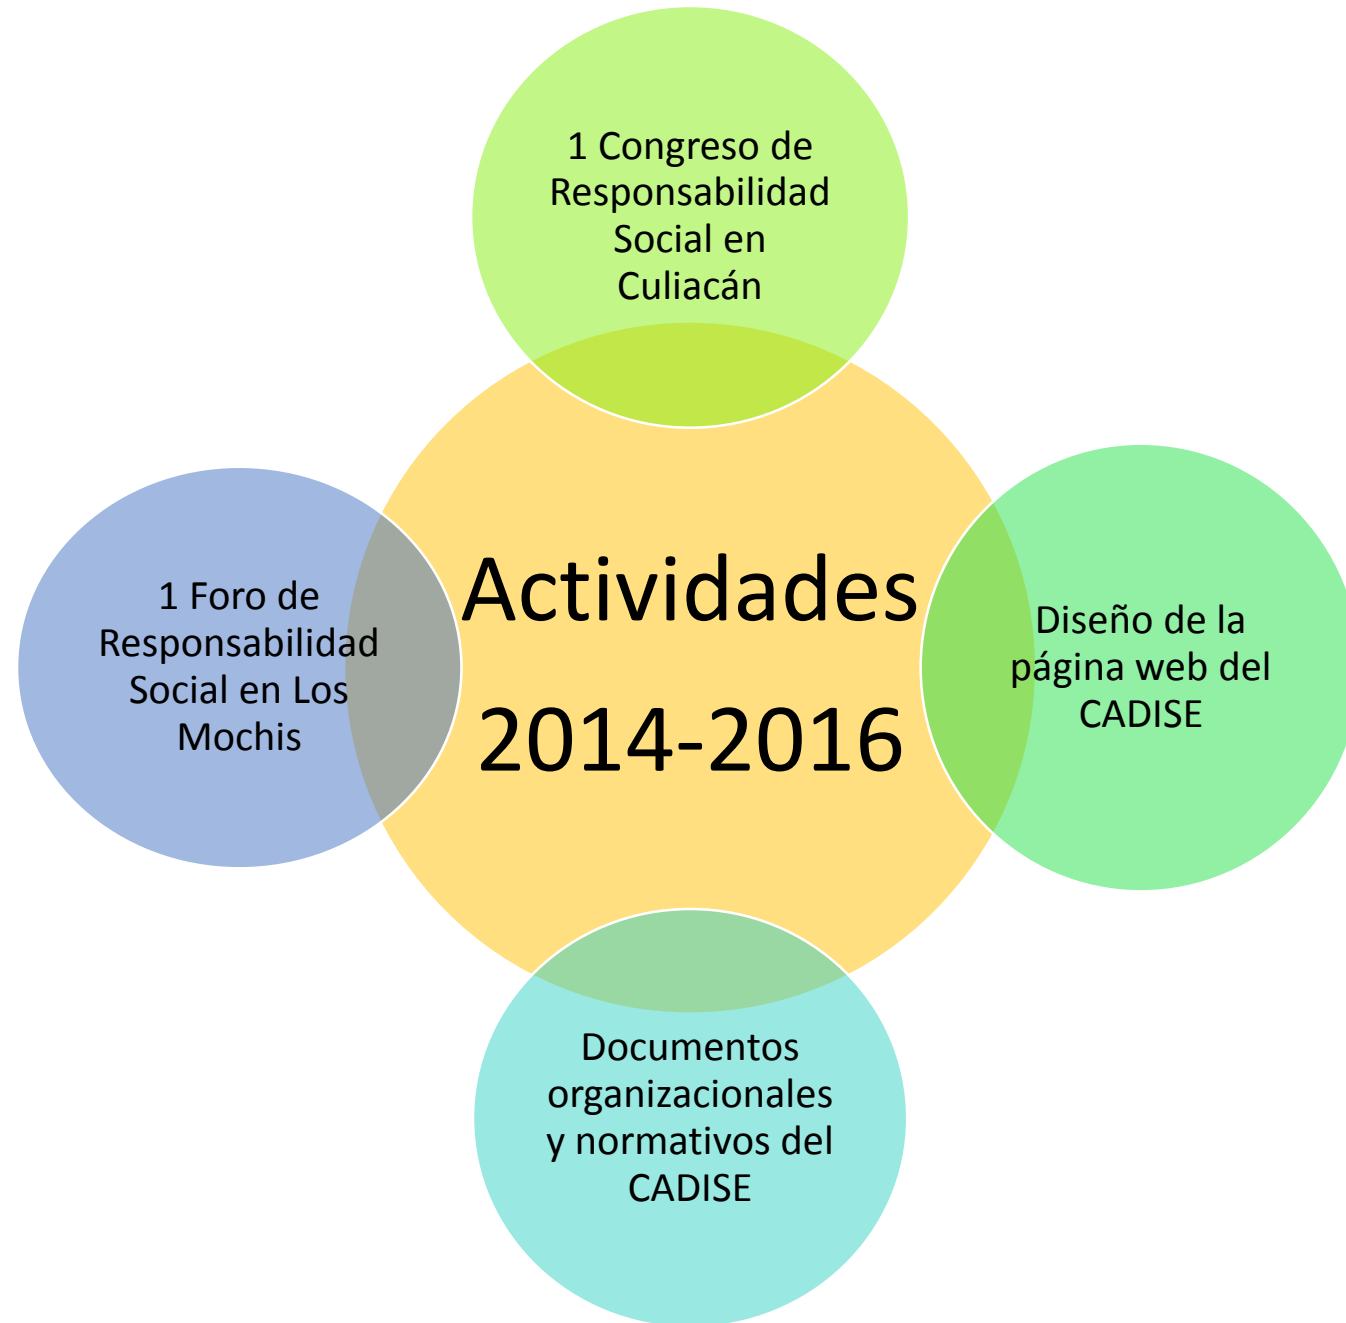 1 Congreso de
Responsabilidad
Social en
Culiacán
Actividades
2014-2016
1 Foro de
Responsabilidad
Social en Los
Mochis
Diseño de la
página web del
CADISE
Documentos
organizacionales
y normativos del
CADISE